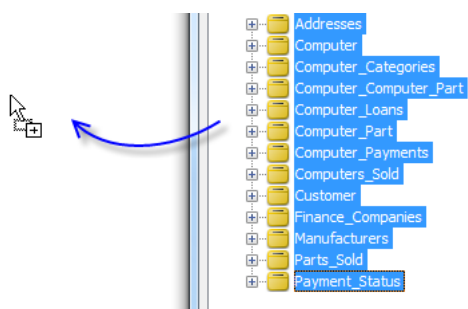 Addresses
Computer
Computer_Categories
Computer_Computer_Part
Computer_Loans
Computer_Part
Computer_Payments
Computers_Sold
Customer
Finance_Companies
Manufacturers
Parts_Sold
Payment_Status